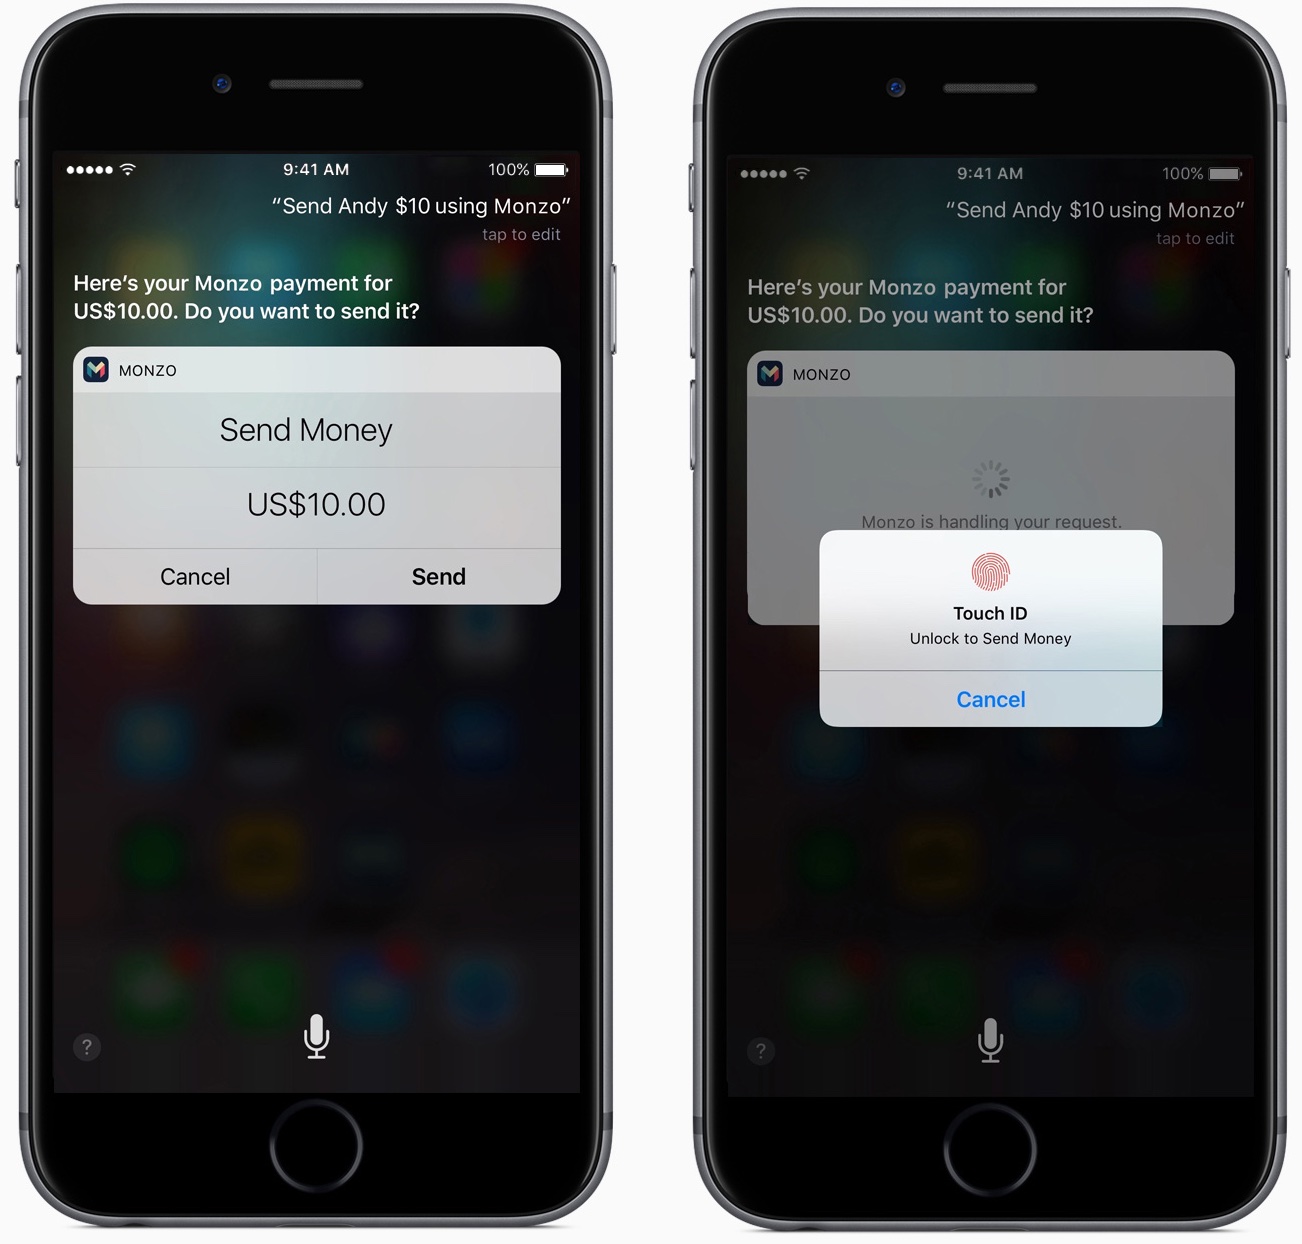 9:41 AM
100%
“Send Andy $10 using Monzo”
tap to edit
Here’s your Monzo payment for
US$10.00. Do you want to send it?
MONZO
Send Money
US$10.00
Cancel
Send
?
9:41 AM
100%
“Send Andy $10 using Monzo”
tap to edit
Here’s your Monzo payment for
US$10.00. Do you want to send it?
MONZO
Monzo is handling your request.
Touch ID
Unlock to Send Money
Cancel
?